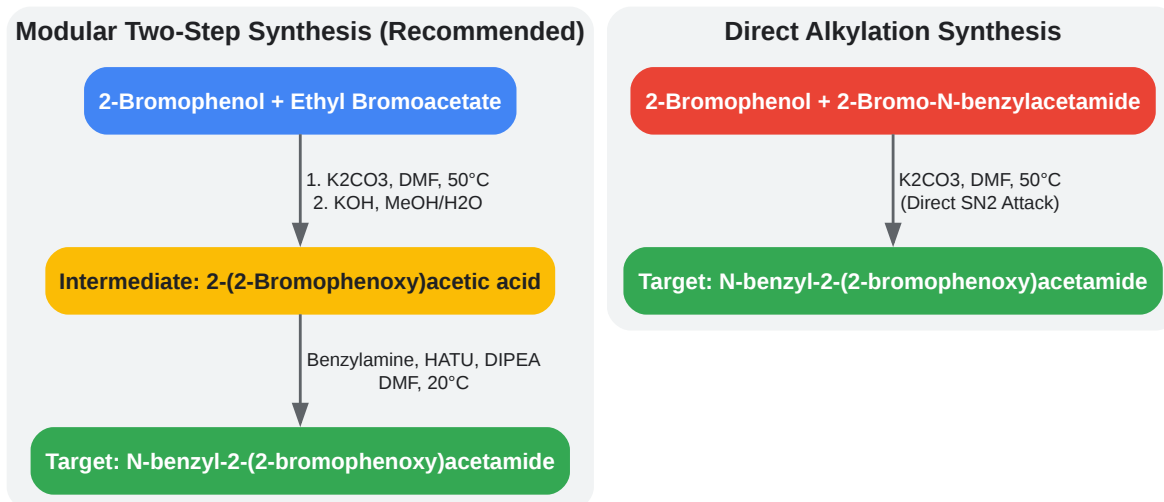 Modular Two-Step Synthesis (Recommended)
2-Bromophenol + Ethyl Bromoacetate
1. K2CO3, DMF, 50°C
2. KOH, MeOH/H2O
Intermediate: 2-(2-Bromophenoxy)acetic acid
Benzylamine, HATU, DIPEA
DMF, 20°C
Target: N-benzyl-2-(2-bromophenoxy)acetamide
Direct Alkylation Synthesis
2-Bromophenol + 2-Bromo-N-benzylacetamide
K2CO3, DMF, 50°C
(Direct SN2 Attack)
Target: N-benzyl-2-(2-bromophenoxy)acetamide